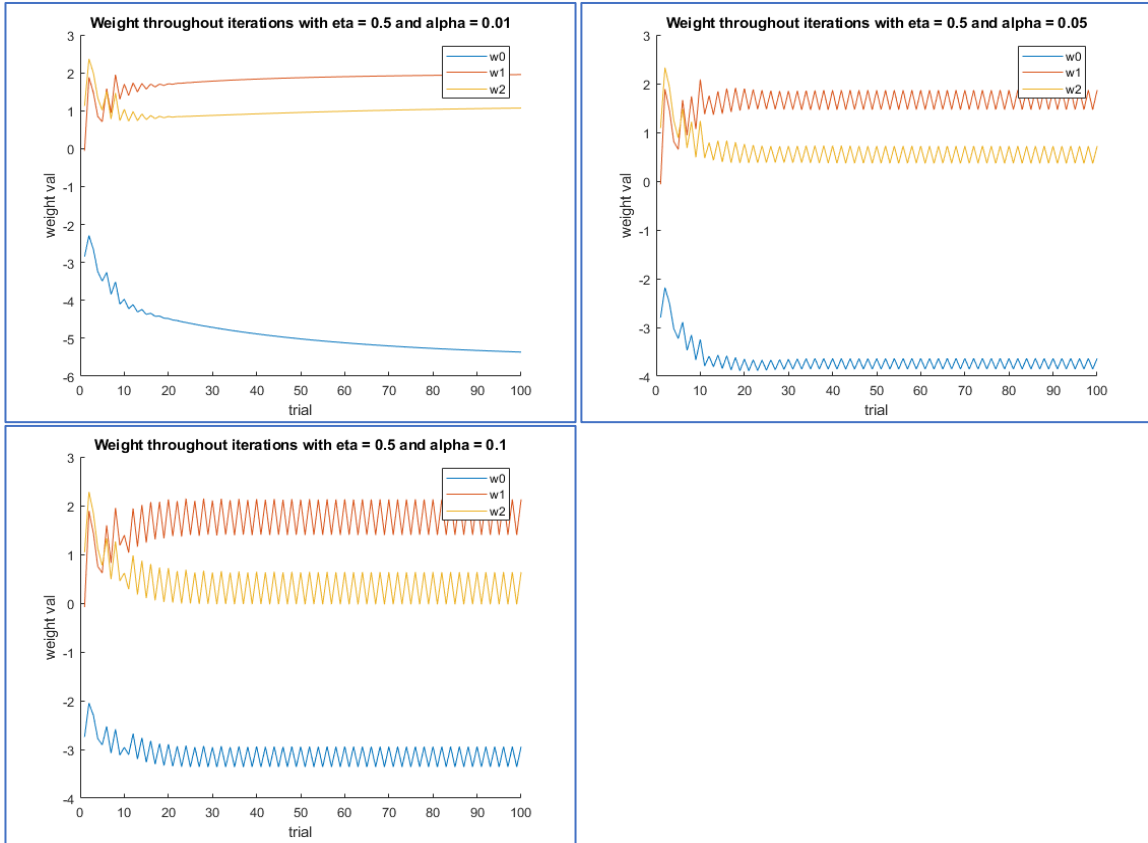 Weight throughout iterations with eta = 0.5 and alpha = 0.01
3
2
1
0
-1
-2
-3
-4
-5
-6
weight val
w0
w1
w2
0 10 20 30 40 50 60 70 80 90 100
trial
Weight throughout iterations with eta = 0.5 and alpha = 0.05
3
2
1
0
-1
-2
-3
-4
weight val
w0
w1
w2
0 10 20 30 40 50 60 70 80 90 100
trial
Weight throughout iterations with eta = 0.5 and alpha = 0.1
3
2
1
0
-1
-2
-3
-4
weight val
w0
w1
w2
0 10 20 30 40 50 60 70 80 90 100
trial